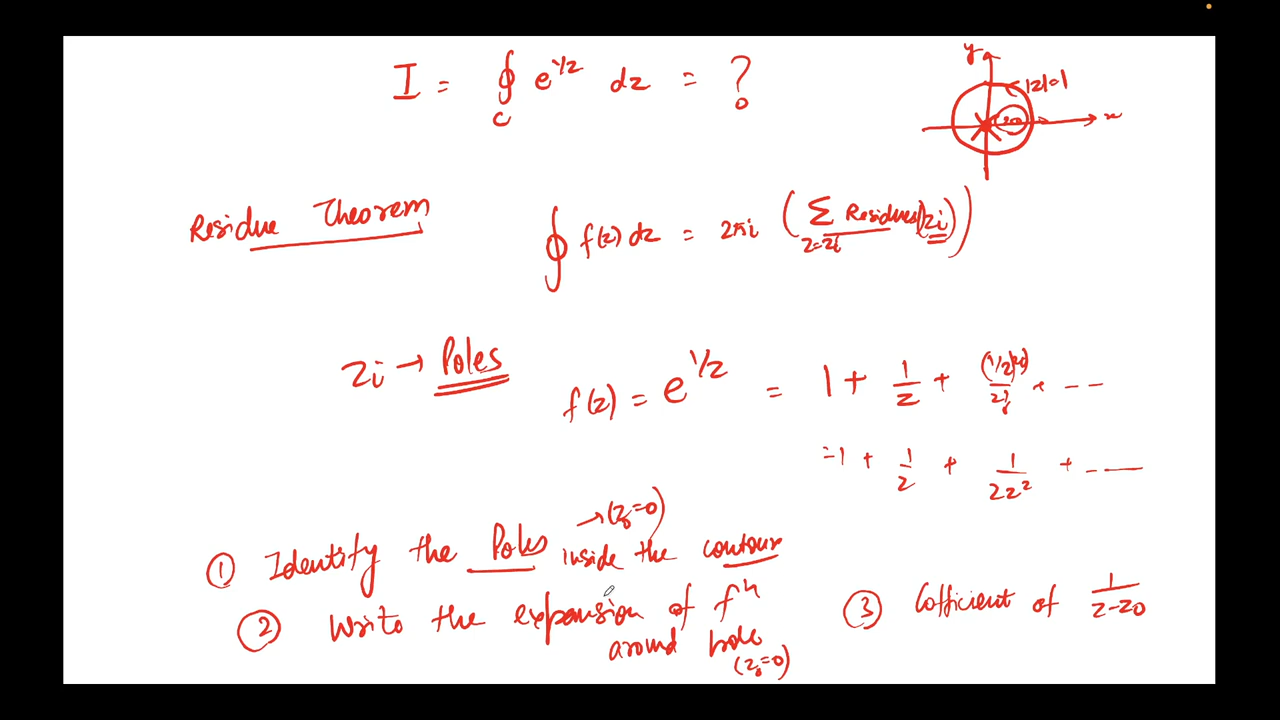 I = ∮_C e^{1/z} dz = ?
y
|z|=1
x
Residue Theorem
∮ f(z) dz = 2πi ( Σ_{z=zi} Residues(zi) )
zi → Poles
f(z) = e^{1/z} = 1 + 1/z + (1/z)^{2}/2! + --
= 1 + 1/z + 1/2z² + ---
① Identify the Poles inside the contour → (z₀=0)
② Write the expansion of fⁿ around pole (z₀=0)
③ Cofficient of 1/z-z₀